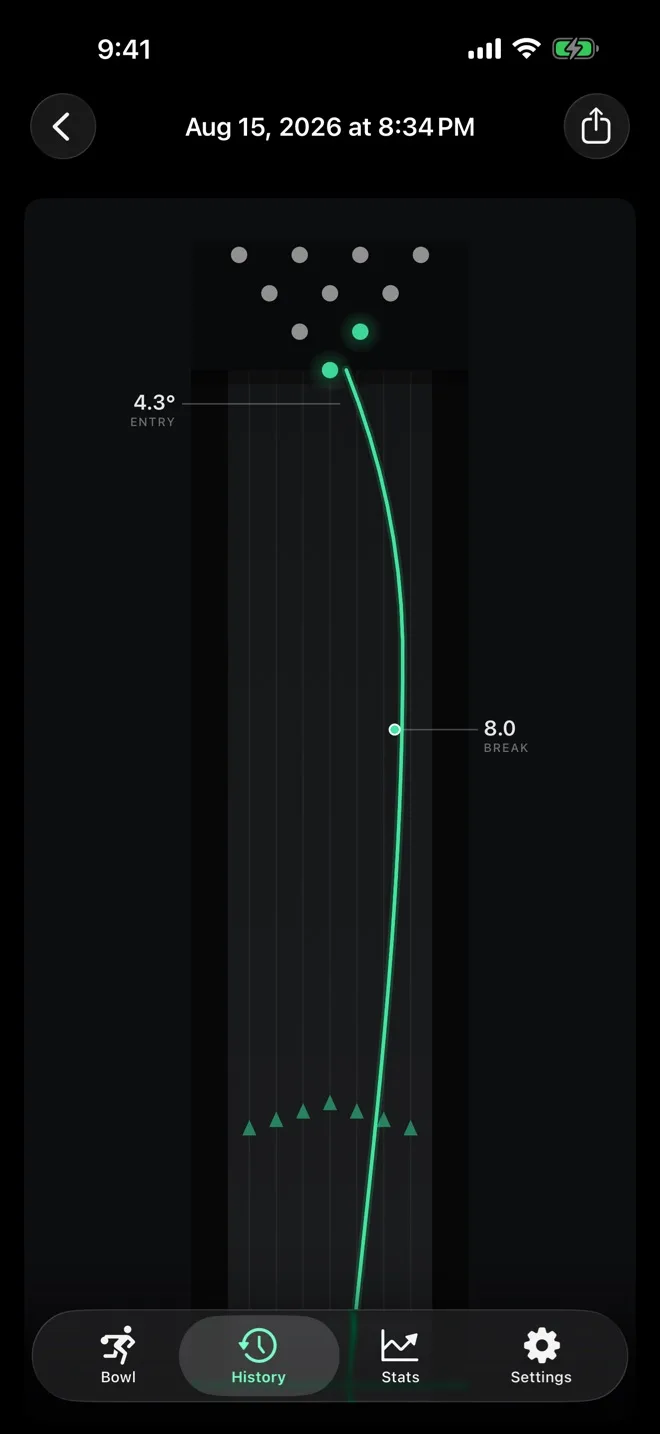 9:41
Aug 15, 2026 at 8:34 PM
4.3°
ENTRY
8.0
BREAK
Bowl
History
Stats
Settings